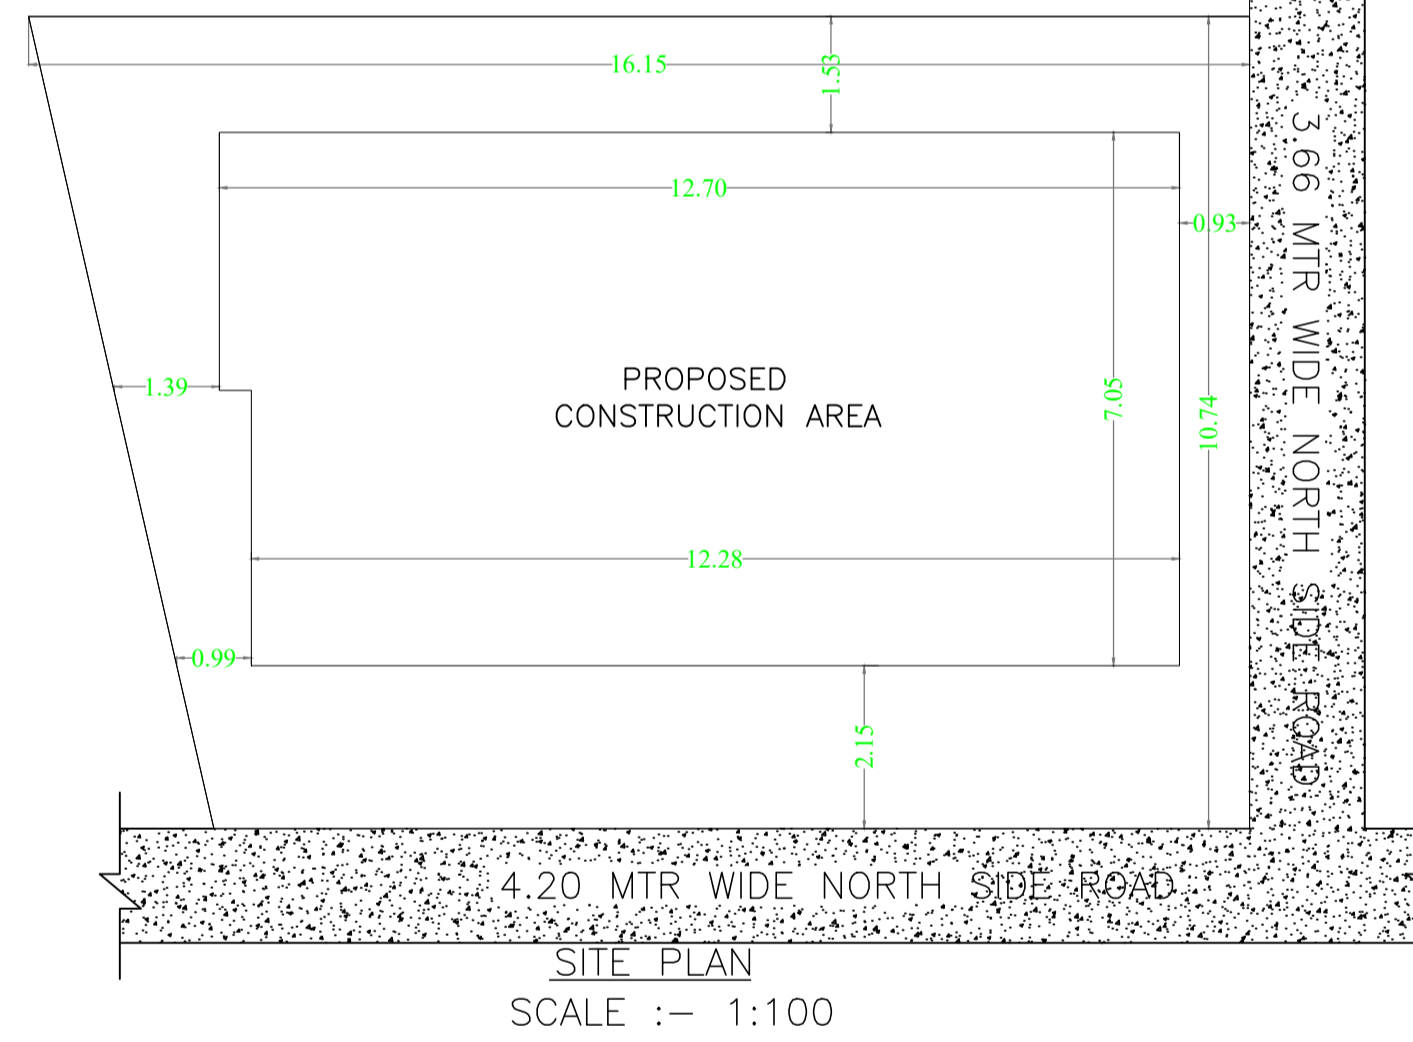 16.15
1.53
12.70
0.93
3.66 MTR WIDE NORTH SIDE ROAD
1.39
PROPOSED
CONSTRUCTION AREA
7.05
10.74
12.28
0.99
2.15
4.20 MTR WIDE NORTH SIDE ROAD
SITE PLAN
SCALE :- 1:100